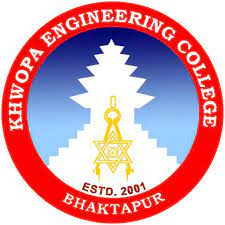 KHWOPA ENGINEERING COLLEGE
ESTD. 2001
BHAKTAPUR